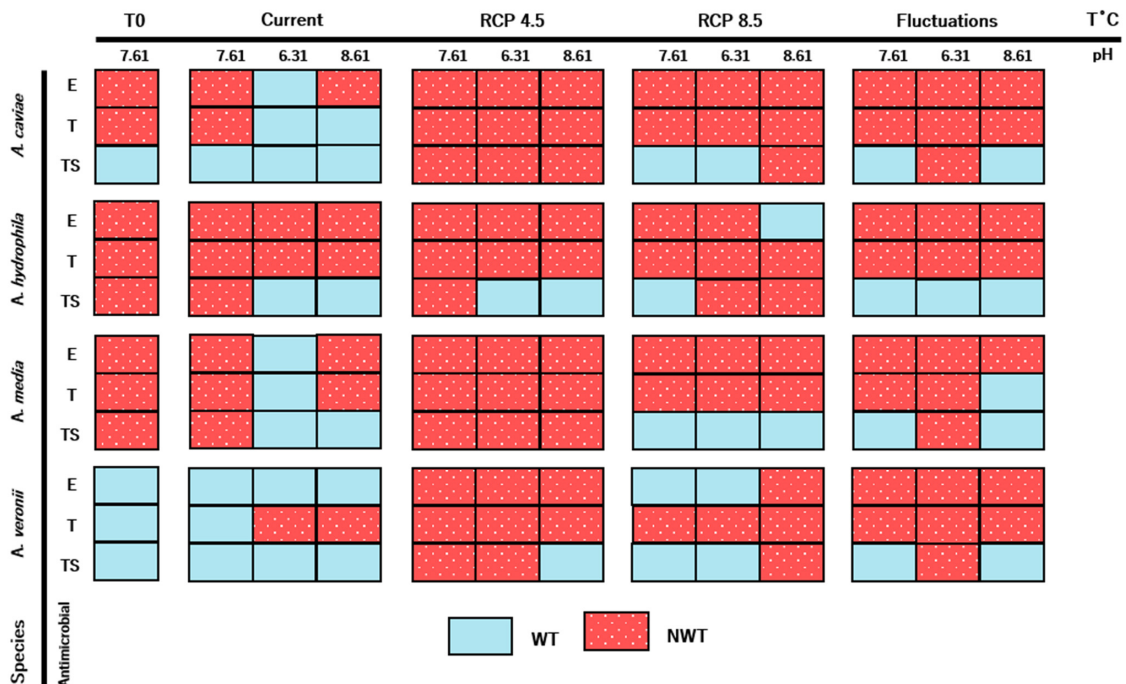 T0 Current RCP 4.5 RCP 8.5 Fluctuations T°C
7.61 7.61 6.31 8.61 7.61 6.31 8.61 7.61 6.31 8.61 7.61 6.31 8.61 pH
A. caviae
E
T
TS
A. hydrophila
E
T
TS
A. media
E
T
TS
A. veronii
E
T
TS
Species
Antimicrobial
WT
NWT